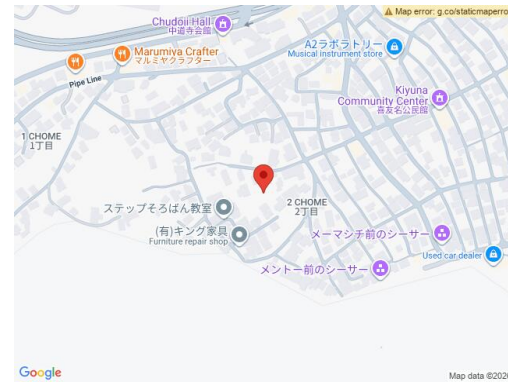 Map error: g.co/staticmaperro
Chudoji Hall
中道寺会館
A2ラボラトリー
Musical instrument store
Marumiya Crafter
マルミヤクラフター
Pipe Line
Kiyuna
Community Center
喜友名公民館
1 CHOME
1丁目
2 CHOME
2丁目
ステップそろばん教室
(有)キング家具
Furniture repair shop
メーマシチ前のシーサー
Used car dealer
メントー前のシーサー
Google
Map data ©2026